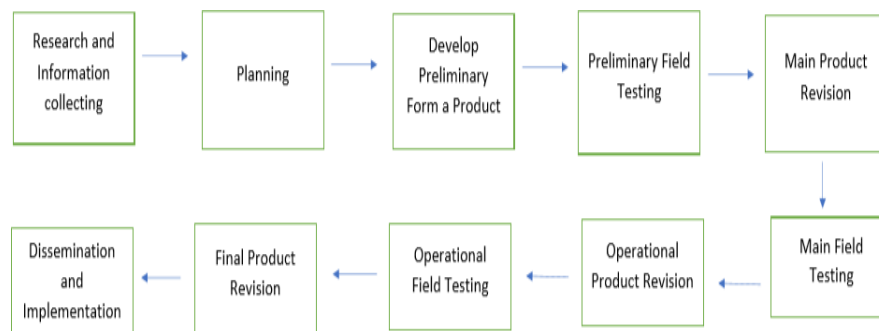 Research and
Information
collecting
Planning
Develop
Preliminary
Form a Product
Preliminary Field
Testing
Main Product
Revision
Main Field
Testing
Operational
Product Revision
Operational
Field Testing
Final Product
Revision
Dissemination
and
Implementation